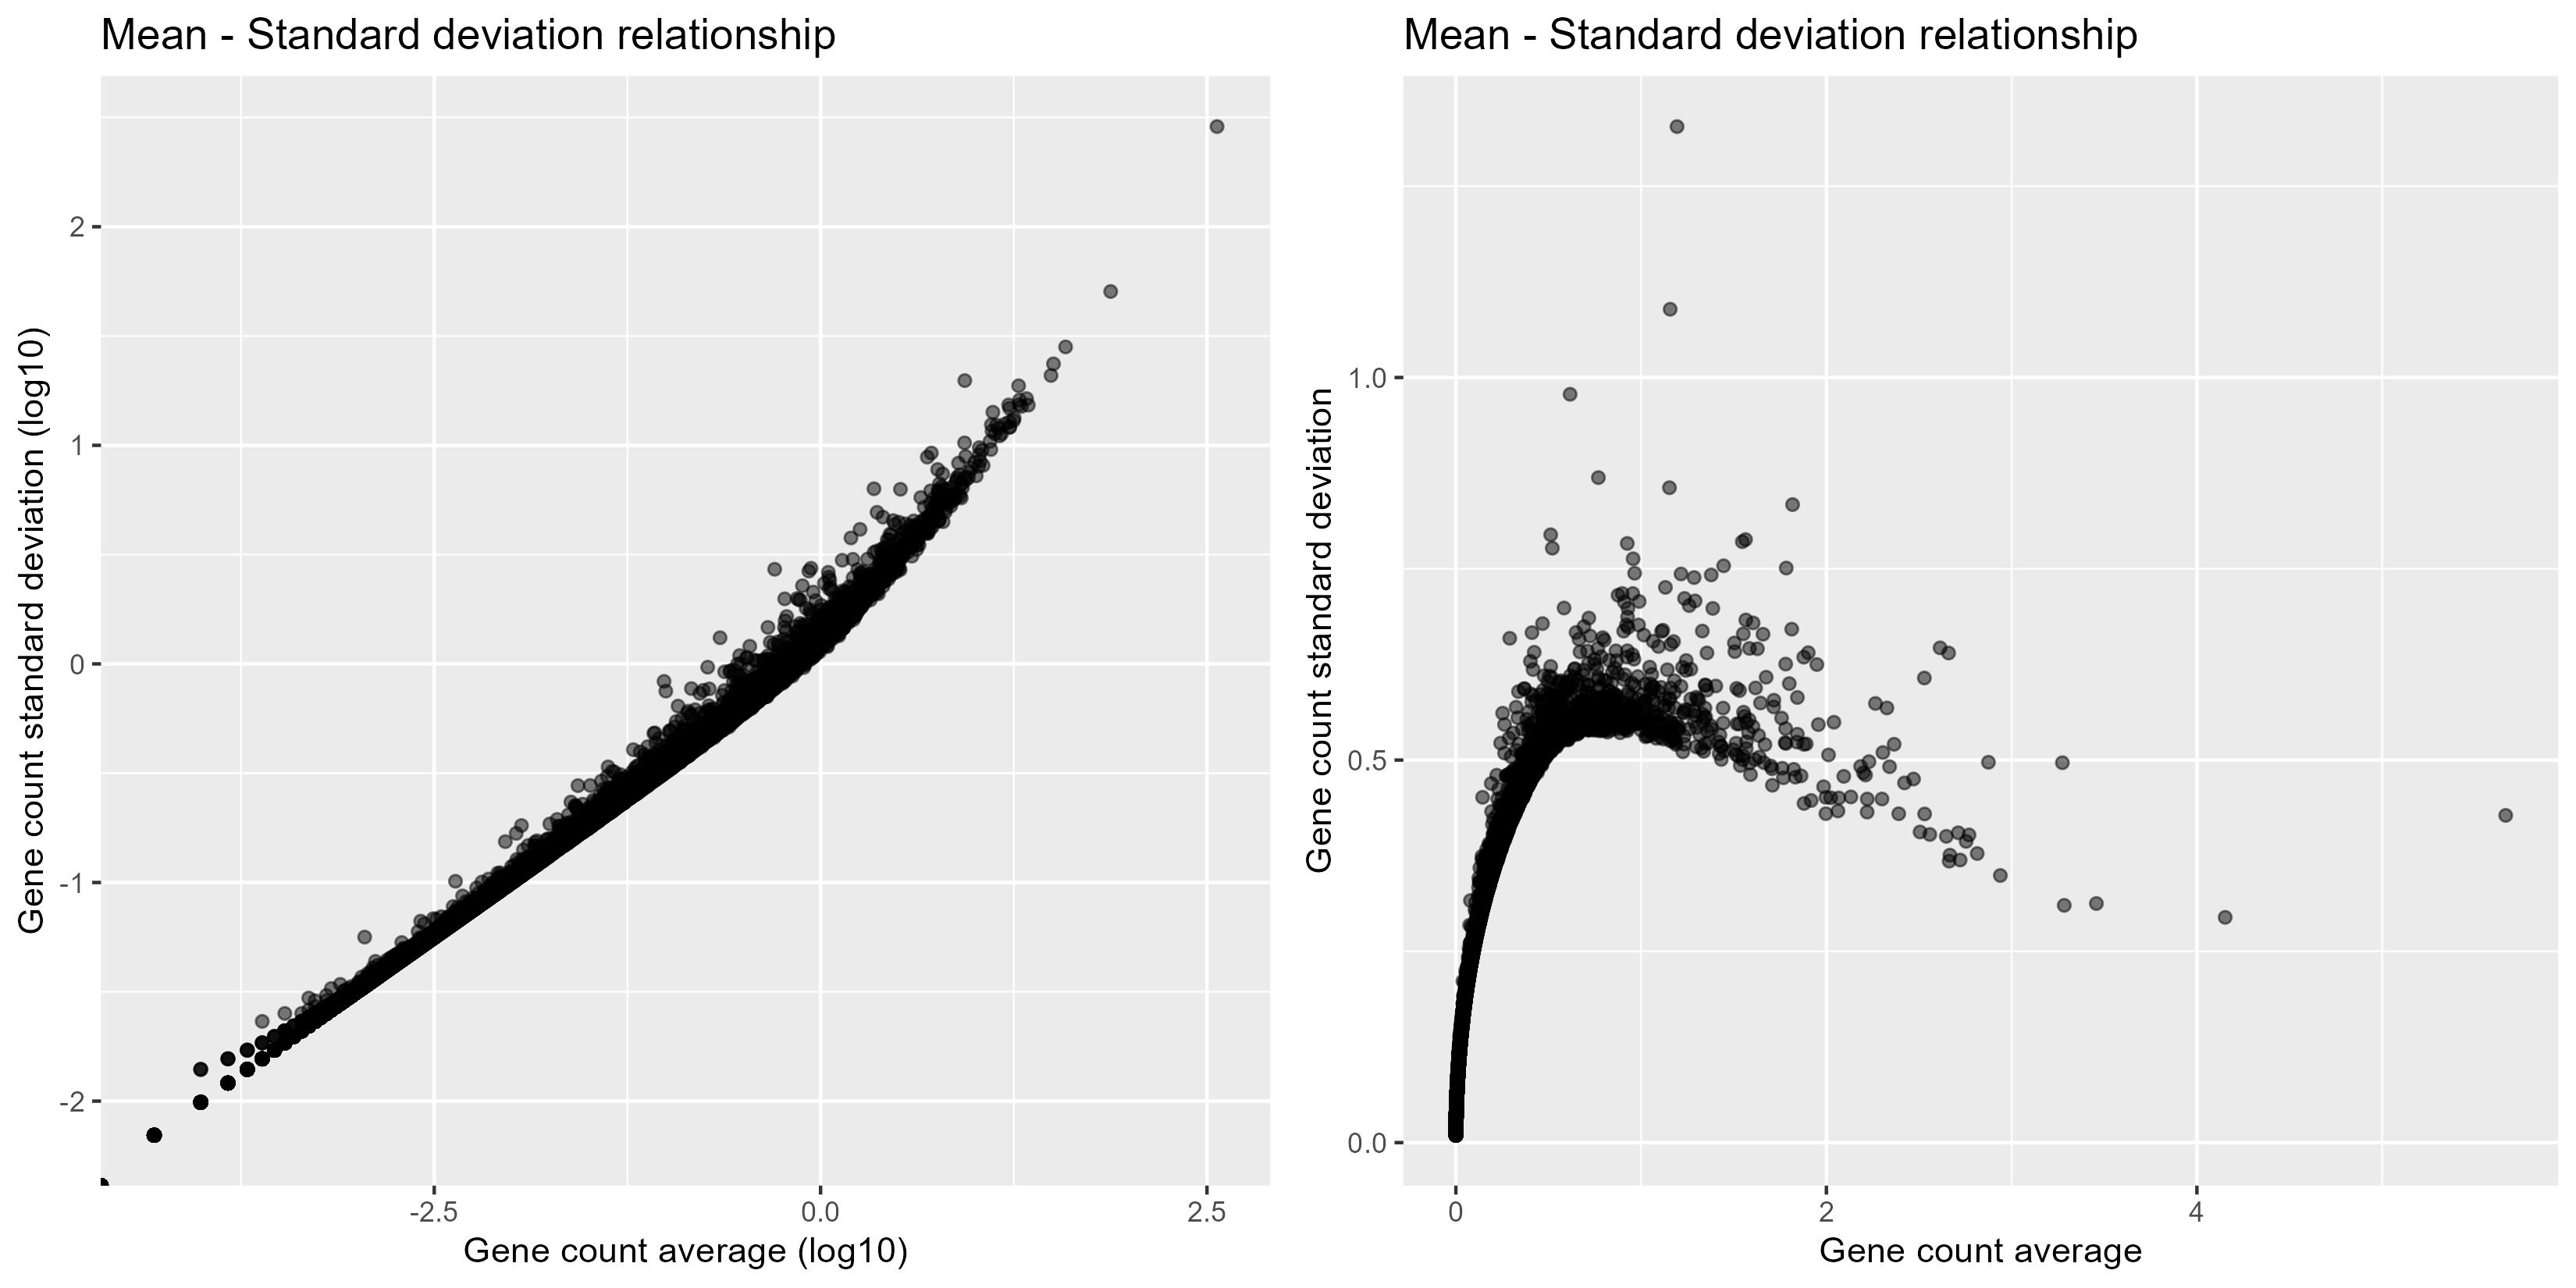 Mean - Standard deviation relationship
Gene count standard deviation (log10)
2
1
0
-1
-2
-2.5
0.0
2.5
Gene count average (log10)
Mean - Standard deviation relationship
Gene count standard deviation
1.0
0.5
0.0
0
2
4
Gene count average